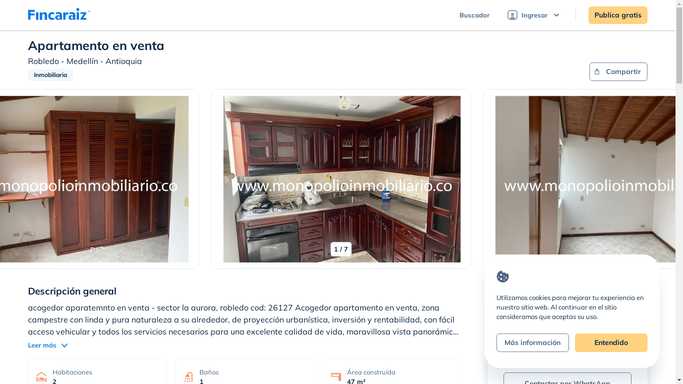 Fincaraiz
Buscador
Ingresar
Publica gratis
Apartamento en venta
Robledo - Medellín - Antioquia
Inmobiliaria
Compartir
www.monopolioinmobiliario.co
www.monopolioinmobiliario.co
www.monopolioinmobil
1 / 7
Descripción general
acogedor aparatemnto en venta - sector la aurora, robledo cod: 26127 Acogedor apartamento en venta, zona
campestre con linda y pura naturaleza a su alrededor, de proyección urbanística, inversión y rentabilidad, con fácil
acceso vehicular y todos los servicios necesarios para una excelente calidad de vida, maravillosa vista panorámic...
Leer más
Habitaciones
2
Baños
1
Área construida
47 m²
Utilizamos cookies para mejorar tu experiencia en
nuestro sitio web. Al continuar en el sitio
consideramos que aceptas su uso.
Más información
Entendido
Contactar por WhatsApp